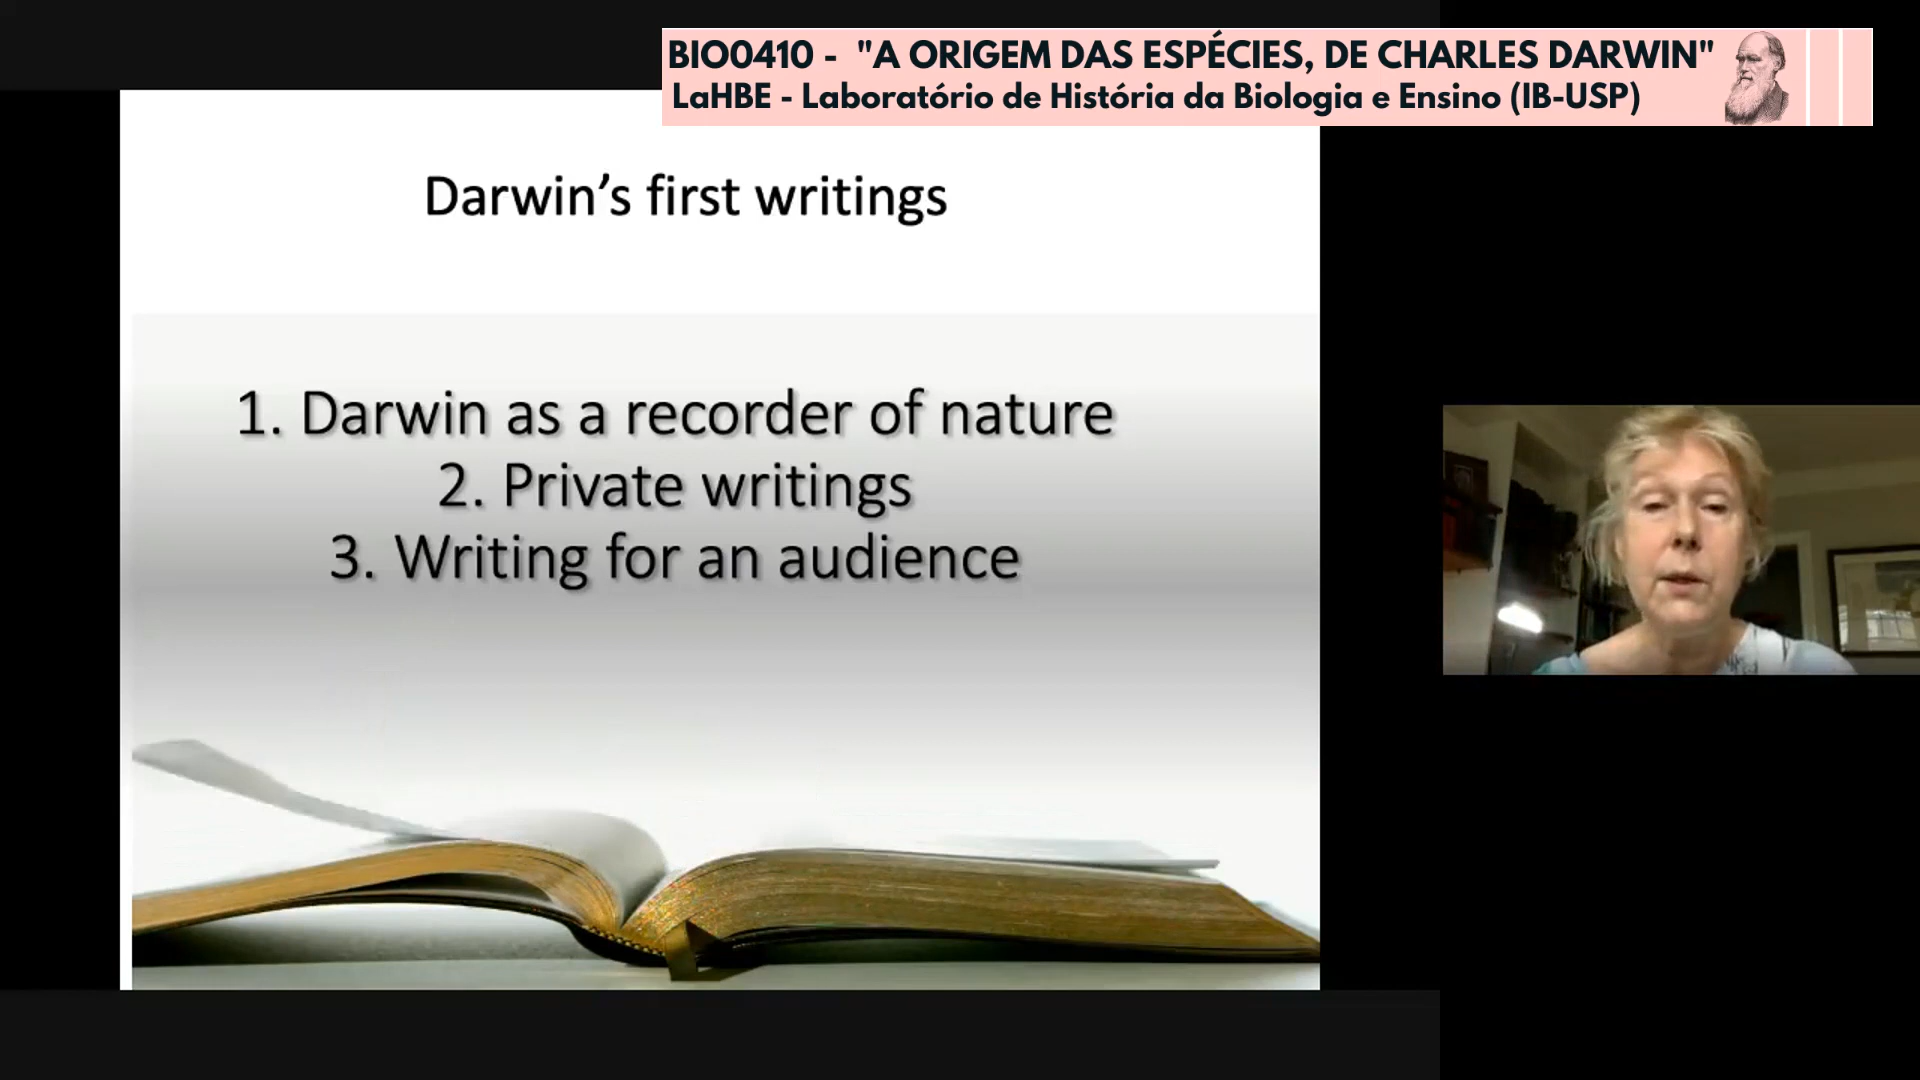 BIO0410 - "A ORIGEM DAS ESPÉCIES, DE CHARLES DARWIN"
LaHBE - Laboratório de História da Biologia e Ensino (IB-USP)
Darwin’s first writings
1. Darwin as a recorder of nature
2. Private writings
3. Writing for an audience